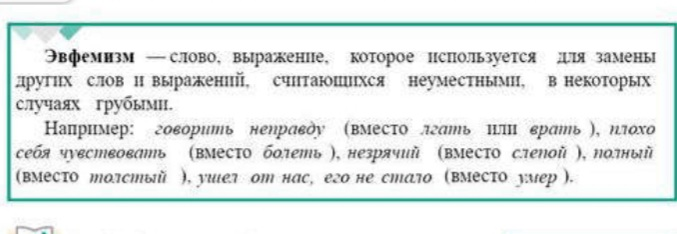 Эвфемизм — слово, выражение, которое используется для замены
других слов и выражений, считающихся неуместными, в некоторых
случаях грубыми.
Например: говорить неправду (вместо лгать или врать ), плохо
себя чувствовать (вместо болеть ), незрячий (вместо слепой ), полный
(вместо толстый ), ушел от нас, его не стало (вместо умер ).